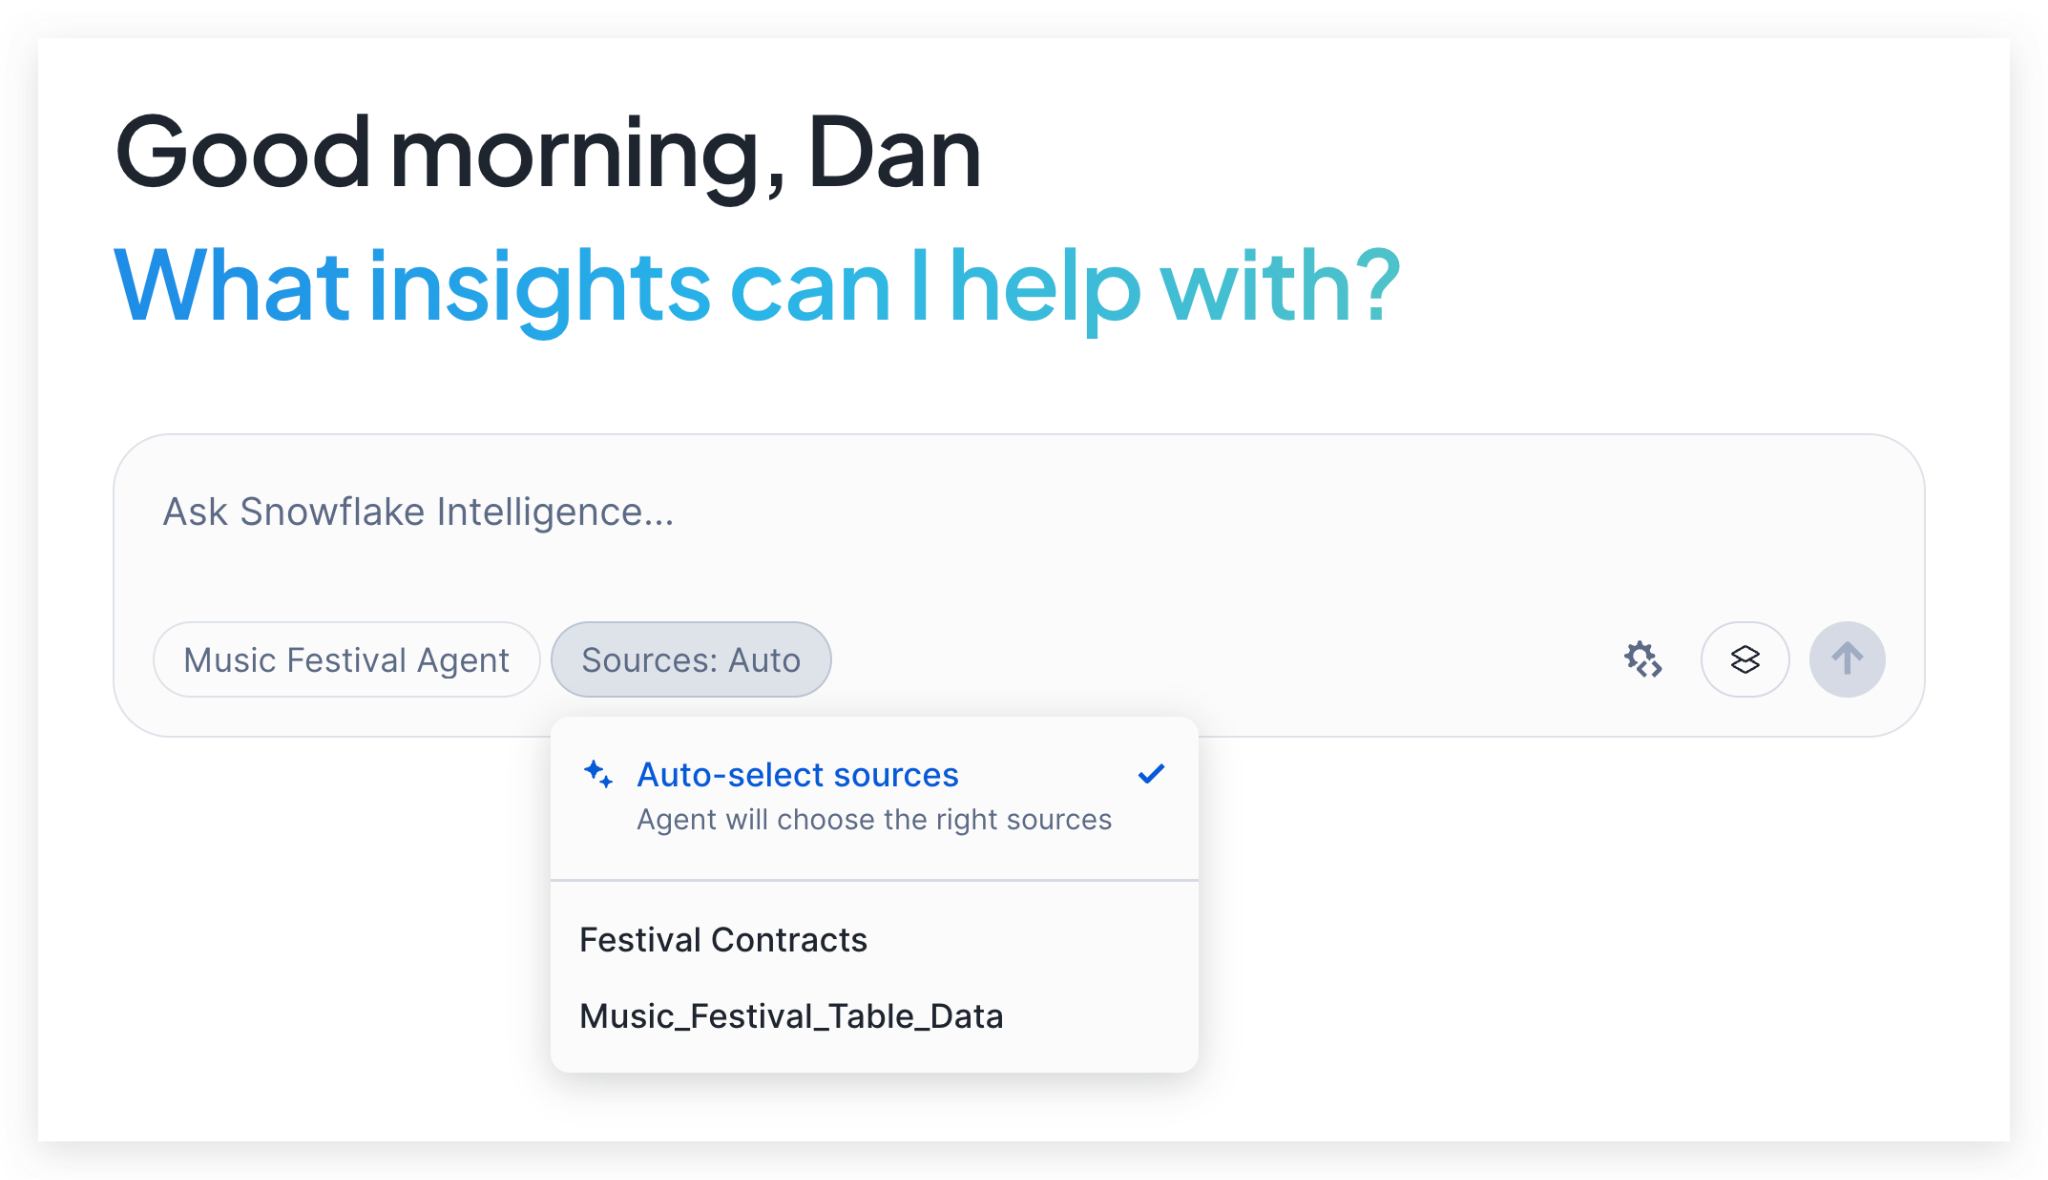 Good morning, Dan
What insights can I help with?
Ask Snowflake Intelligence...
Music Festival Agent
Sources: Auto
Auto-select sources
Agent will choose the right sources
Festival Contracts
Music_Festival_Table_Data